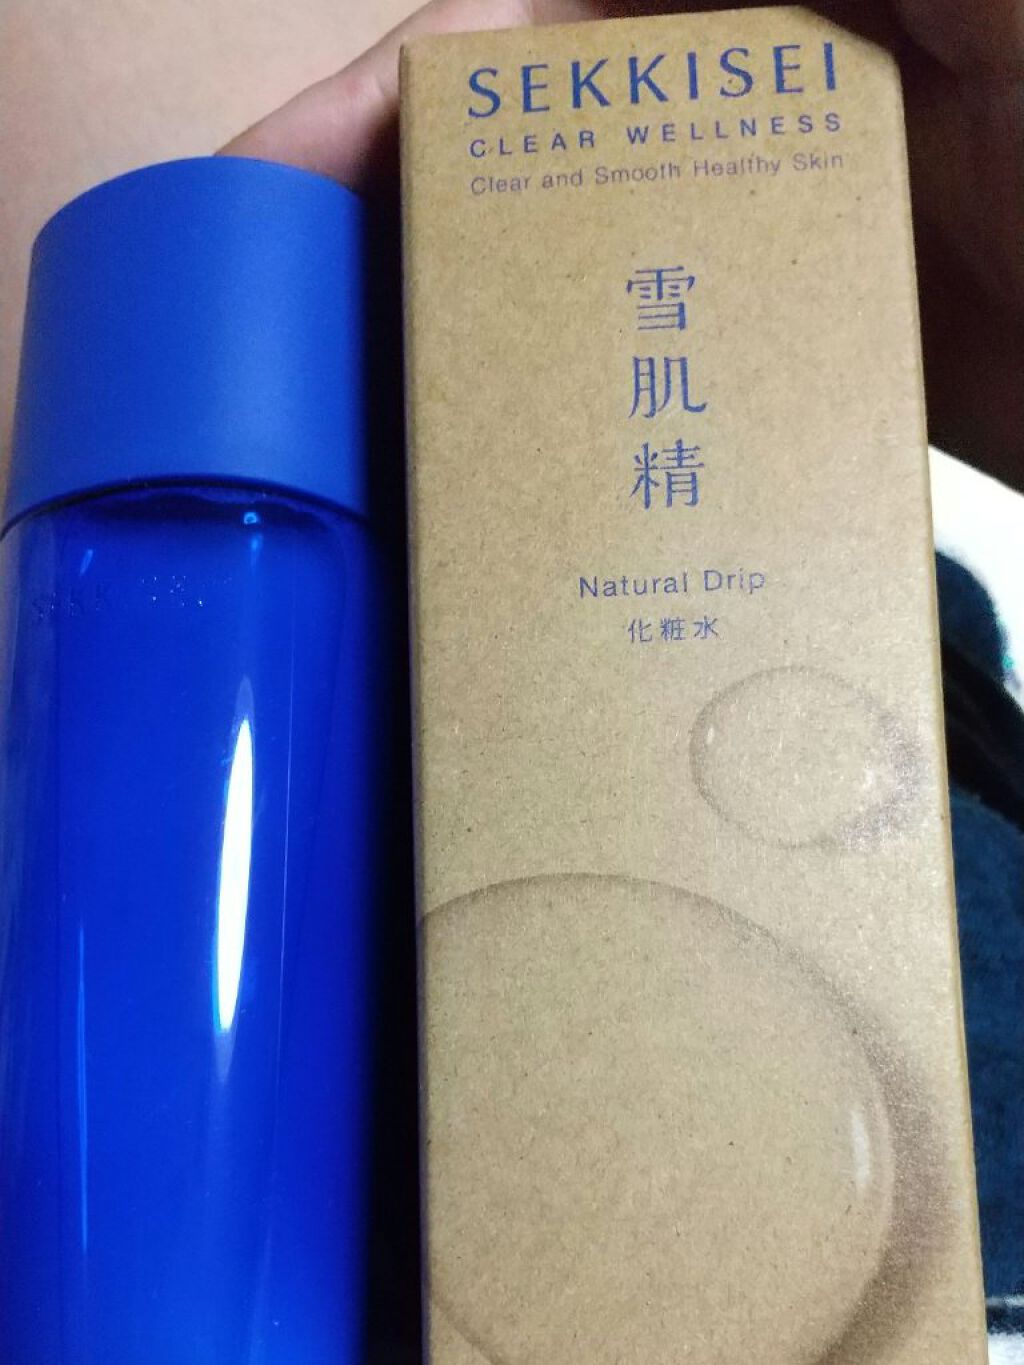 SEKKISEI
CLEAR WELLNESS
Clear and Smooth Healthy Skin
雪
肌
精
Natural Drip
化粧水